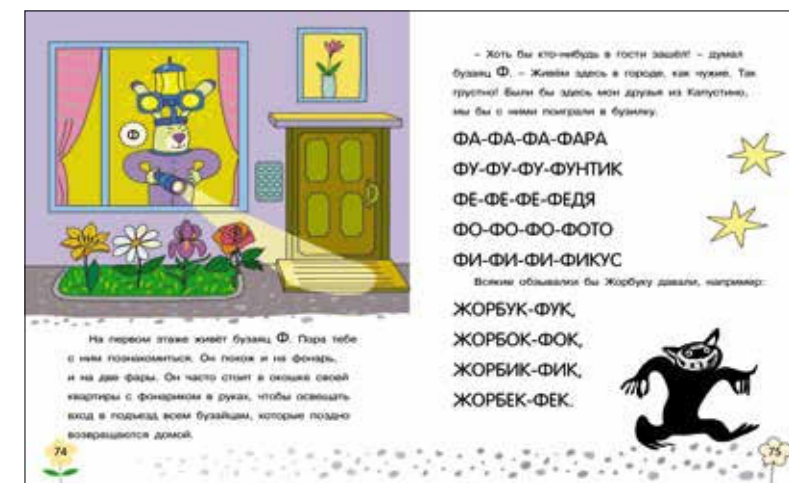 Ф
На первом этаже живёт бузаяц Ф. Пора тебе
с ним познакомиться. Он похож и на фонарь,
и на две фары. Он часто стоит в окошке своей
квартиры с фонариком в руках, чтобы освещать
вход в подъезд всем бузайцам, которые поздно
возвращаются домой.
74
– Хоть бы кто-нибудь в гости зашёл! – думал
бузаяц Ф. – Живём здесь в городе, как чужие. Так
грустно! Были бы здесь мои друзья из Капустино,
мы бы с ними поиграли в бузилку.
ФА-ФА-ФА-ФАРА
ФУ-ФУ-ФУ-ФУНТИК
ФЕ-ФЕ-ФЕ-ФЕДЯ
ФО-ФО-ФО-ФОТО
ФИ-ФИ-ФИ-ФИКУС
Всякие обзывалки бы Жорбуку давали, например:
ЖОРБУК-ФУК,
ЖОРБОК-ФОК,
ЖОРБИК-ФИК,
ЖОРБЕК-ФЕК.
75